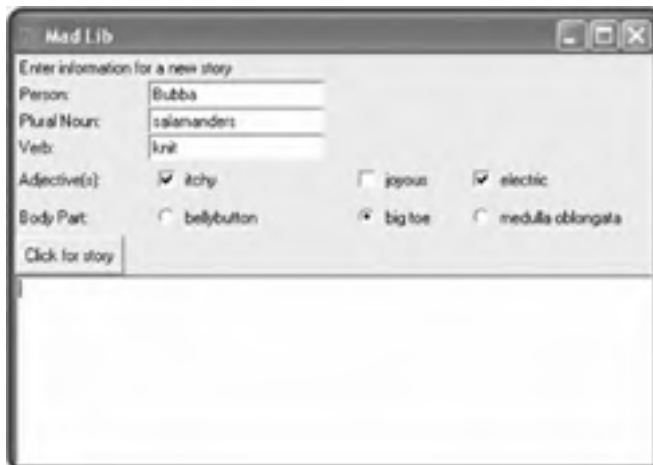 Mad Lib
Enter information for a new story
Person: Bubba
Plural Noun: salamanders
Verb: knit
Adjective(s): itchy joyous electric
Body Part: bellybutton big toe medulla oblongata
Click for story